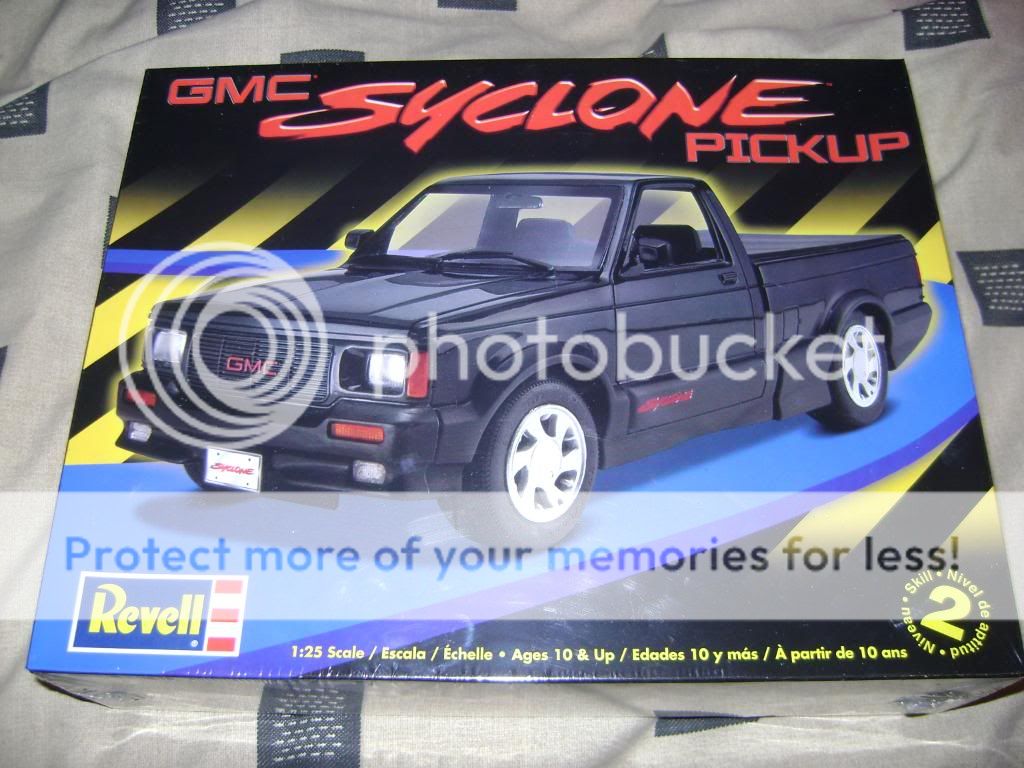 GMC
SYCLONE
PICKUP
GMC
Syclone
SYCLONE
photobucket
Protect more of your memories for less!
Revell
1:25 Scale / Escala / Échelle • Ages 10 & Up / Edades 10 y más / À partir de 10 ans
Skill • Nivel de aptitud • Niveau •
2